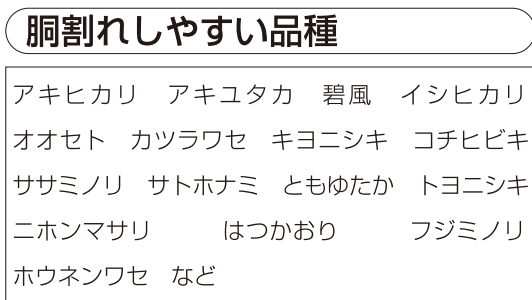 胴割れしやすい品種
アキヒカリ　アキユタカ　碧風　イシヒカリ
オオセト　カツラワセ　キヨニシキ　コチヒビキ
ササミノリ　サトホナミ　ともゆたか　トヨニシキ
ニホンマサリ　はつかおり　フジミノリ
ホウネンワセ　など